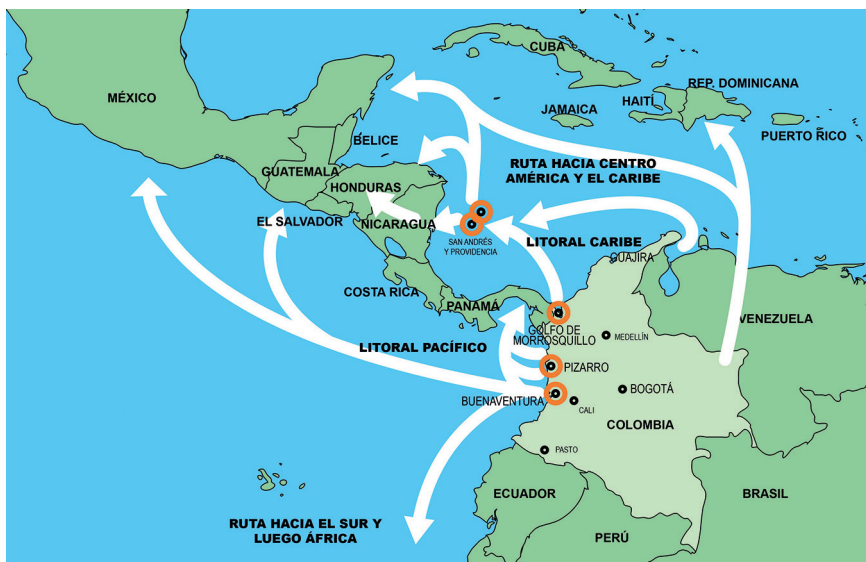 CUBA
REP. DOMINICANA
HAITÍ
MÉXICO
JAMAICA
PUERTO RICO
BELICE
RUTA HACIA CENTRO
AMÉRICA Y EL CARIBE
GUATEMALA
HONDURAS
EL SALVADOR
NICARAGUA
SAN ANDRÉS
Y PROVIDENCIA
LITORAL CARIBE
GUAJIRA
COSTA RICA
PANAMÁ
VENEZUELA
GOLFO DE
MORROSQUILLO
MEDELLÍN
LITORAL PACÍFICO
PIZARRO
BOGOTÁ
BUENAVENTURA
CALI
COLOMBIA
PASTO
ECUADOR
BRASIL
RUTA HACIA EL SUR Y
LUEGO ÁFRICA
PERÚ